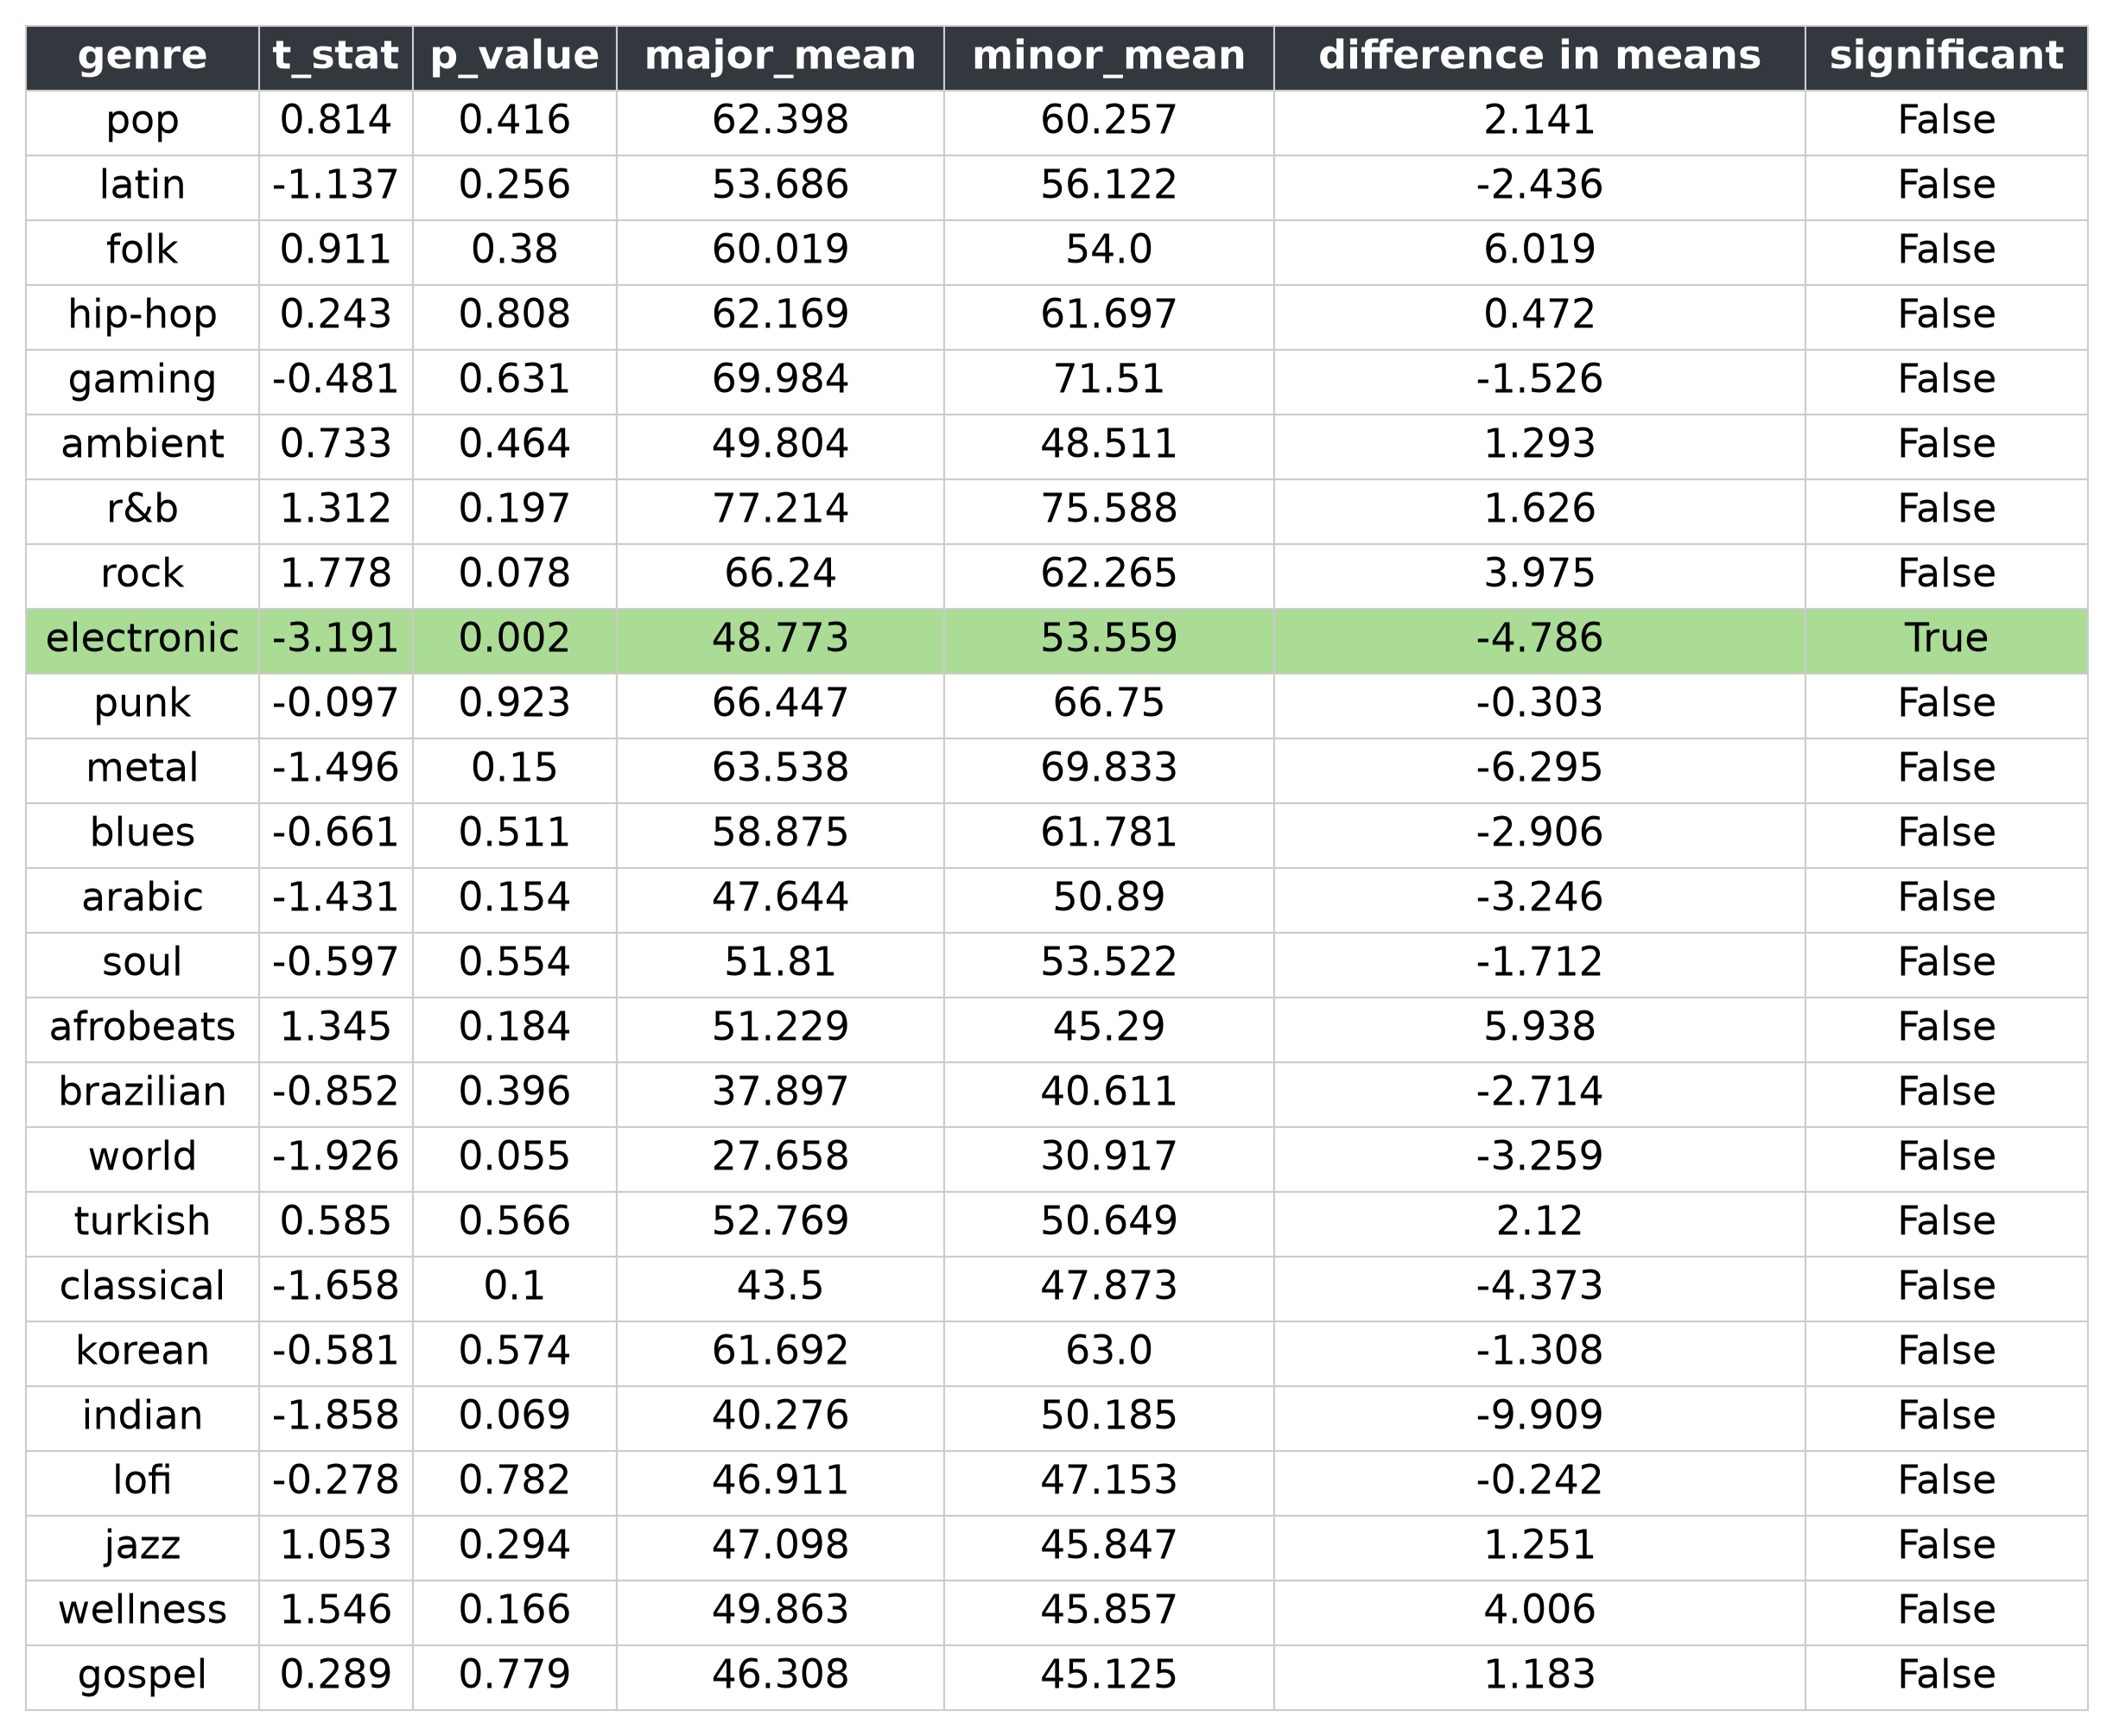 genre t_stat p_value major_mean minor_mean difference in means significant
pop 0.814 0.416 62.398 60.257 2.141 False
latin -1.137 0.256 53.686 56.122 -2.436 False
folk 0.911 0.38 60.019 54.0 6.019 False
hip-hop 0.243 0.808 62.169 61.697 0.472 False
gaming -0.481 0.631 69.984 71.51 -1.526 False
ambient 0.733 0.464 49.804 48.511 1.293 False
r&b 1.312 0.197 77.214 75.588 1.626 False
rock 1.778 0.078 66.24 62.265 3.975 False
electronic -3.191 0.002 48.773 53.559 -4.786 True
punk -0.097 0.923 66.447 66.75 -0.303 False
metal -1.496 0.15 63.538 69.833 -6.295 False
blues -0.661 0.511 58.875 61.781 -2.906 False
arabic -1.431 0.154 47.644 50.89 -3.246 False
soul -0.597 0.554 51.81 53.522 -1.712 False
afrobeats 1.345 0.184 51.229 45.29 5.938 False
brazilian -0.852 0.396 37.897 40.611 -2.714 False
world -1.926 0.055 27.658 30.917 -3.259 False
turkish 0.585 0.566 52.769 50.649 2.12 False
classical -1.658 0.1 43.5 47.873 -4.373 False
korean -0.581 0.574 61.692 63.0 -1.308 False
indian -1.858 0.069 40.276 50.185 -9.909 False
lofi -0.278 0.782 46.911 47.153 -0.242 False
jazz 1.053 0.294 47.098 45.847 1.251 False
wellness 1.546 0.166 49.863 45.857 4.006 False
gospel 0.289 0.779 46.308 45.125 1.183 False